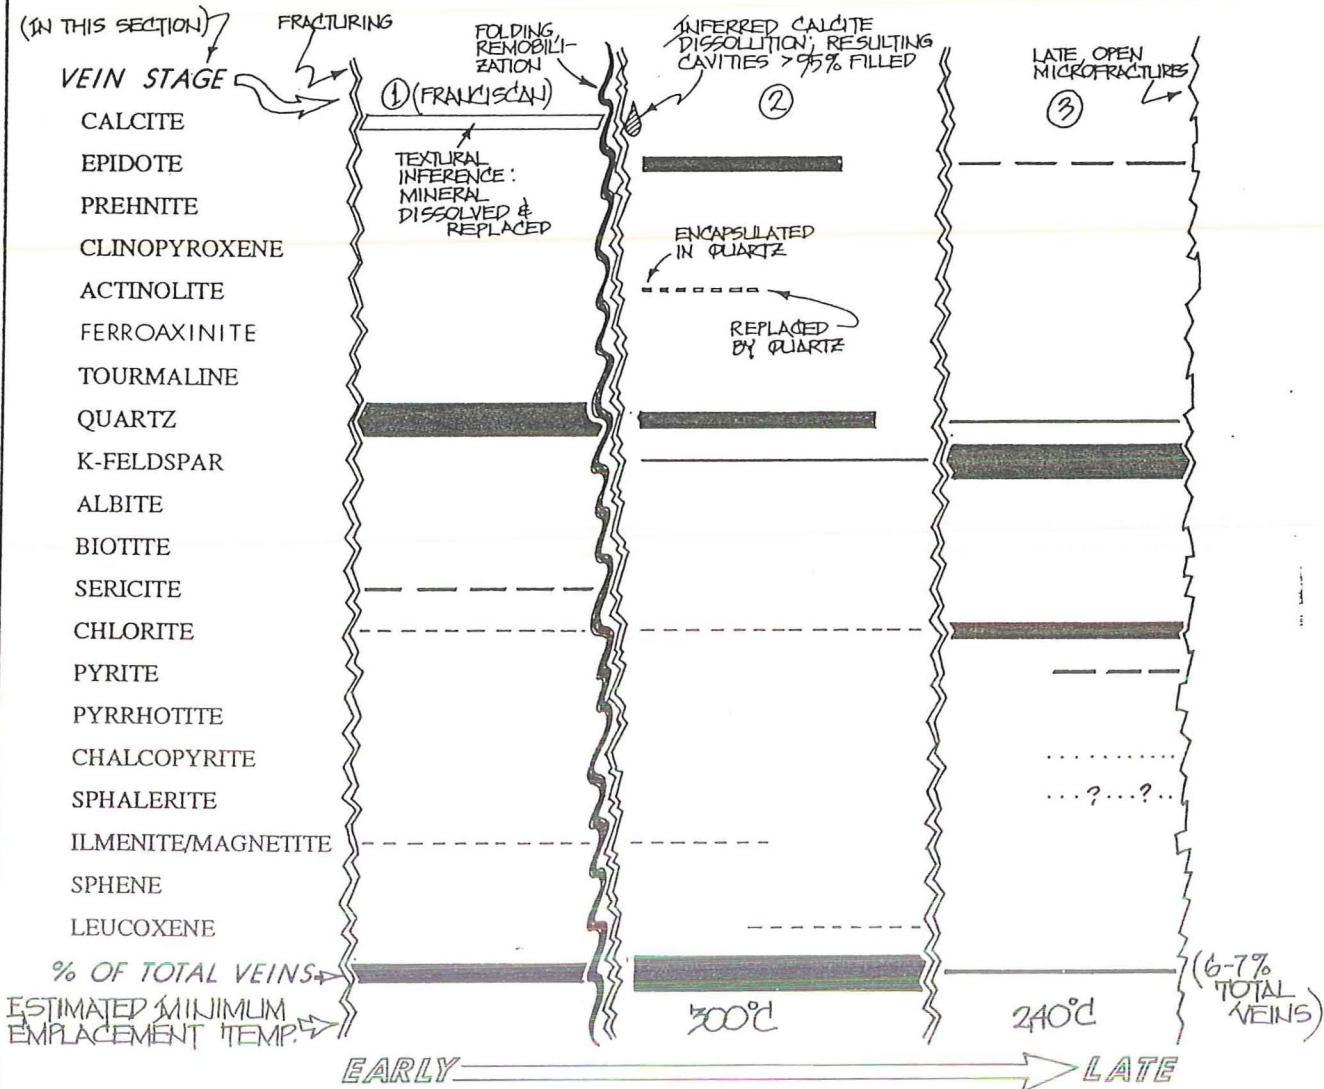 (IN THIS SECTION)
FRACTURING
FOLDING,
REMOBILI-
ZATION
INFERRED CALCITE
DISSOLLITION; RESULTING
CAVITIES >95% FILLED
LATE, OPEN
MICROFRACTURES
VEIN STAGE
① (FRANCISCAN)
②
③
CALCITE
TEXTURAL
INFERENCE:
MINERAL
DISSOLVED &
REPLACED
EPIDOTE
PREHNITE
CLINOPYROXENE
ENCAPSULATED
IN QUARTZ
ACTINOLITE
REPLACED
BY QUARTZ
FERROAXINITE
TOURMALINE
QUARTZ
K-FELDSPAR
ALBITE
BIOTITE
SERICITE
CHLORITE
PYRITE
PYRRHOTITE
CHALCOPYRITE
SPHALERITE
? ?
ILMENITE/MAGNETITE
SPHENE
LEUCOXENE
% OF TOTAL VEINS
(6-7%
TOTAL
VEINS)
ESTIMATED MINIMUM
EMPLACEMENT TEMP.
300°C
240°C
EARLY
LATE